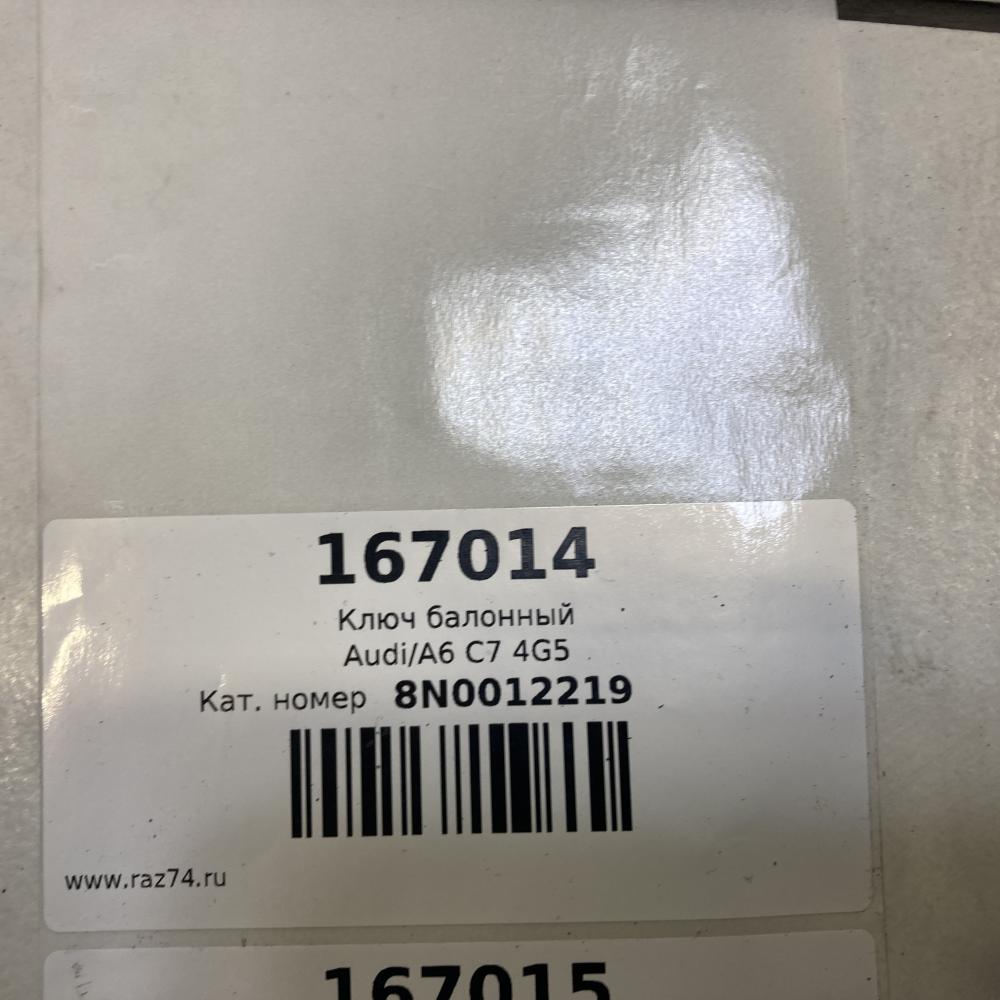 167014
Ключ балонный
Audi/A6 C7 4G5
Кат. номер 8N0012219
www.raz74.ru
167015